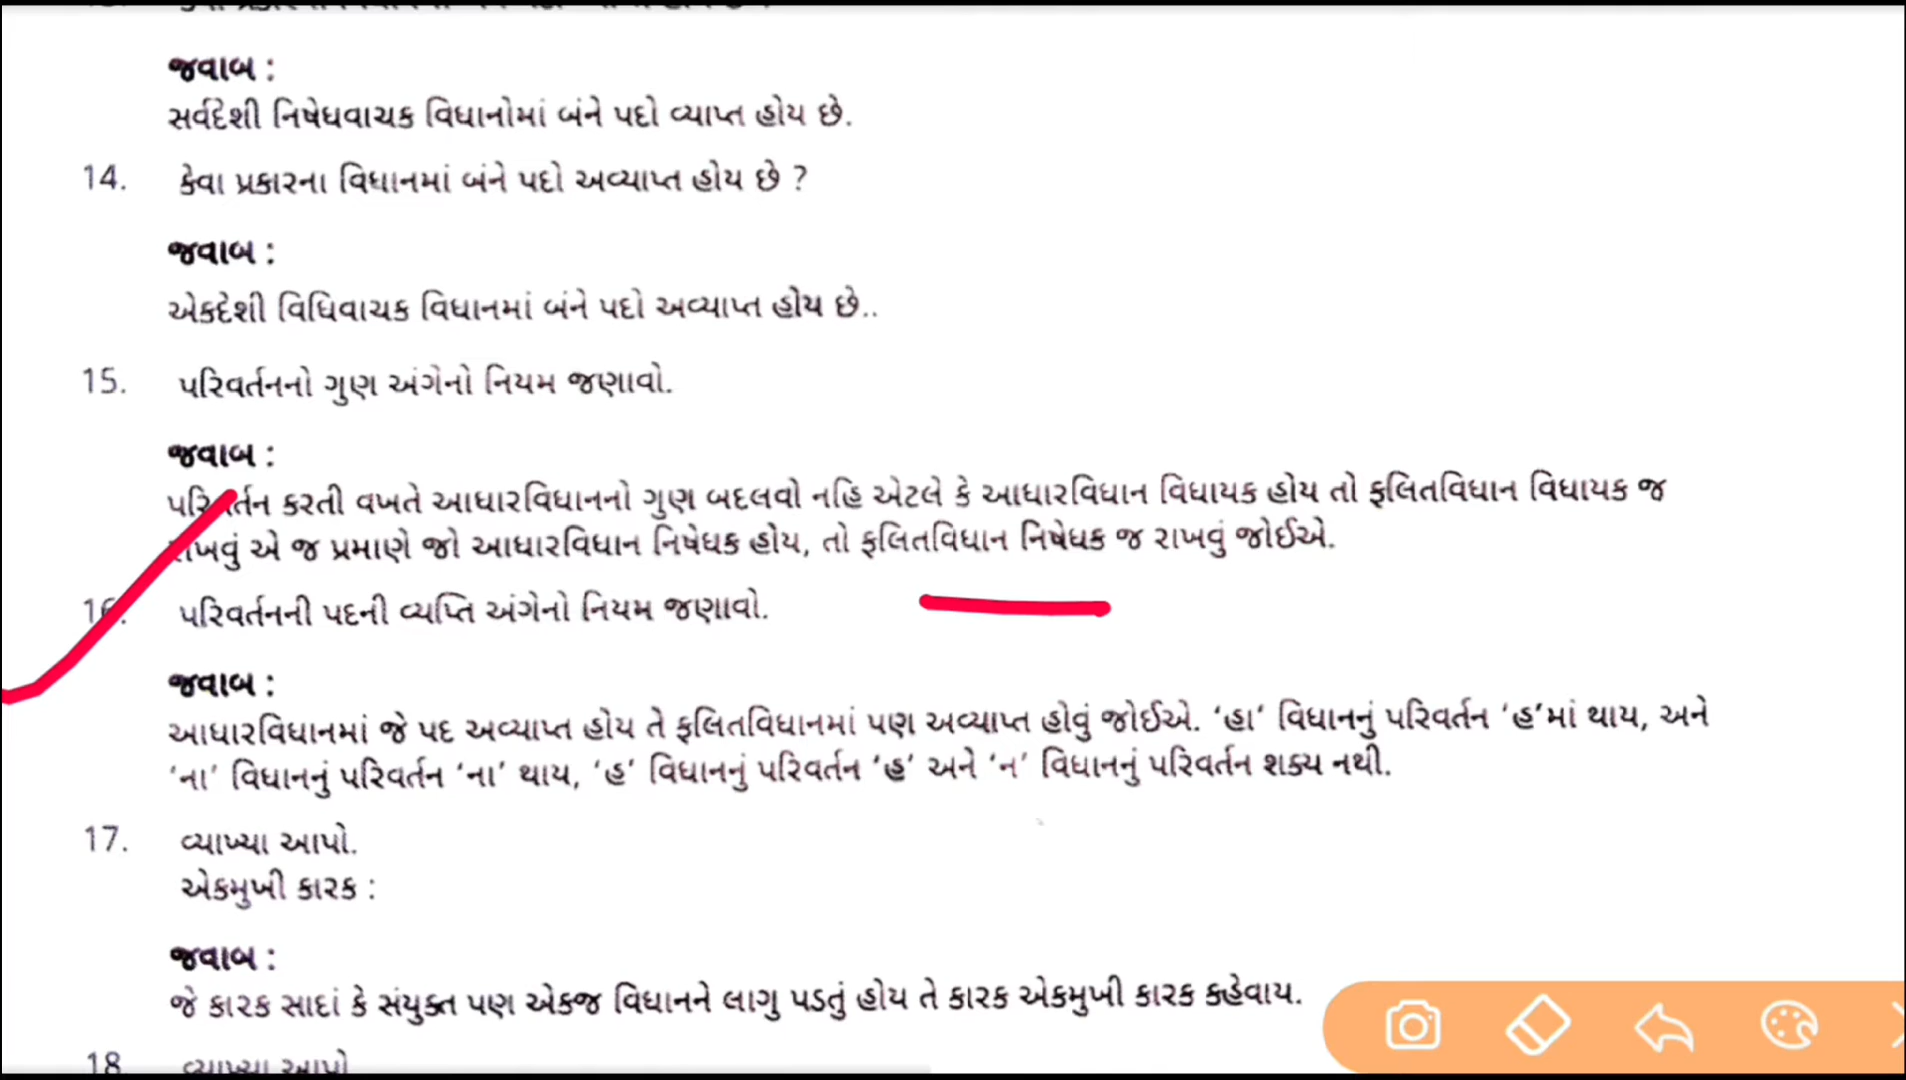 જવાબ :
સર્વદેશી નિષેધવાચક વિધાનોમાં બંને પદો વ્યાપ્ત હોય છે.
14. કેવા પ્રકારના વિધાનમાં બંને પદો અવ્યાપ્ત હોય છે ?
જવાબ :
એકદેશી વિધિવાચક વિધાનમાં બંને પદો અવ્યાપ્ત હોય છે..
15. પરિવર્તનનો ગુણ અંગેનો નિયમ જણાવો.
જવાબ :
પરિવર્તન કરતી વખતે આધારવિધાનનો ગુણ બદલવો નહિ એટલે કે આધારવિધાન વિધાયક હોય તો ફલિતવિધાન વિધાયક જ
રાખવું એ જ પ્રમાણે જો આધારવિધાન નિષેધક હોય, તો ફલિતવિધાન નિષેધક જ રાખવું જોઈએ.
16. પરિવર્તનની પદની વ્યપ્તિ અંગેનો નિયમ જણાવો.
જવાબ :
આધારવિધાનમાં જે પદ અવ્યાપ્ત હોય તે ફલિતવિધાનમાં પણ અવ્યાપ્ત હોવું જોઈએ. ‘હા’ વિધાનનું પરિવર્તન ‘હ’માં થાય, અને
‘ના’ વિધાનનું પરિવર્તન ‘ના’ થાય, ‘હ’ વિધાનનું પરિવર્તન ‘હ’ અને ‘ન’ વિધાનનું પરિવર્તન શક્ય નથી.
17. વ્યાખ્યા આપો.
એકમુખી કારક :
જવાબ :
જે કારક સાદાં કે સંયુક્ત પણ એકજ વિધાનને લાગુ પડતું હોય તે કારક એકમુખી કારક કહેવાય.
18 વ્યાખ્યા આપો